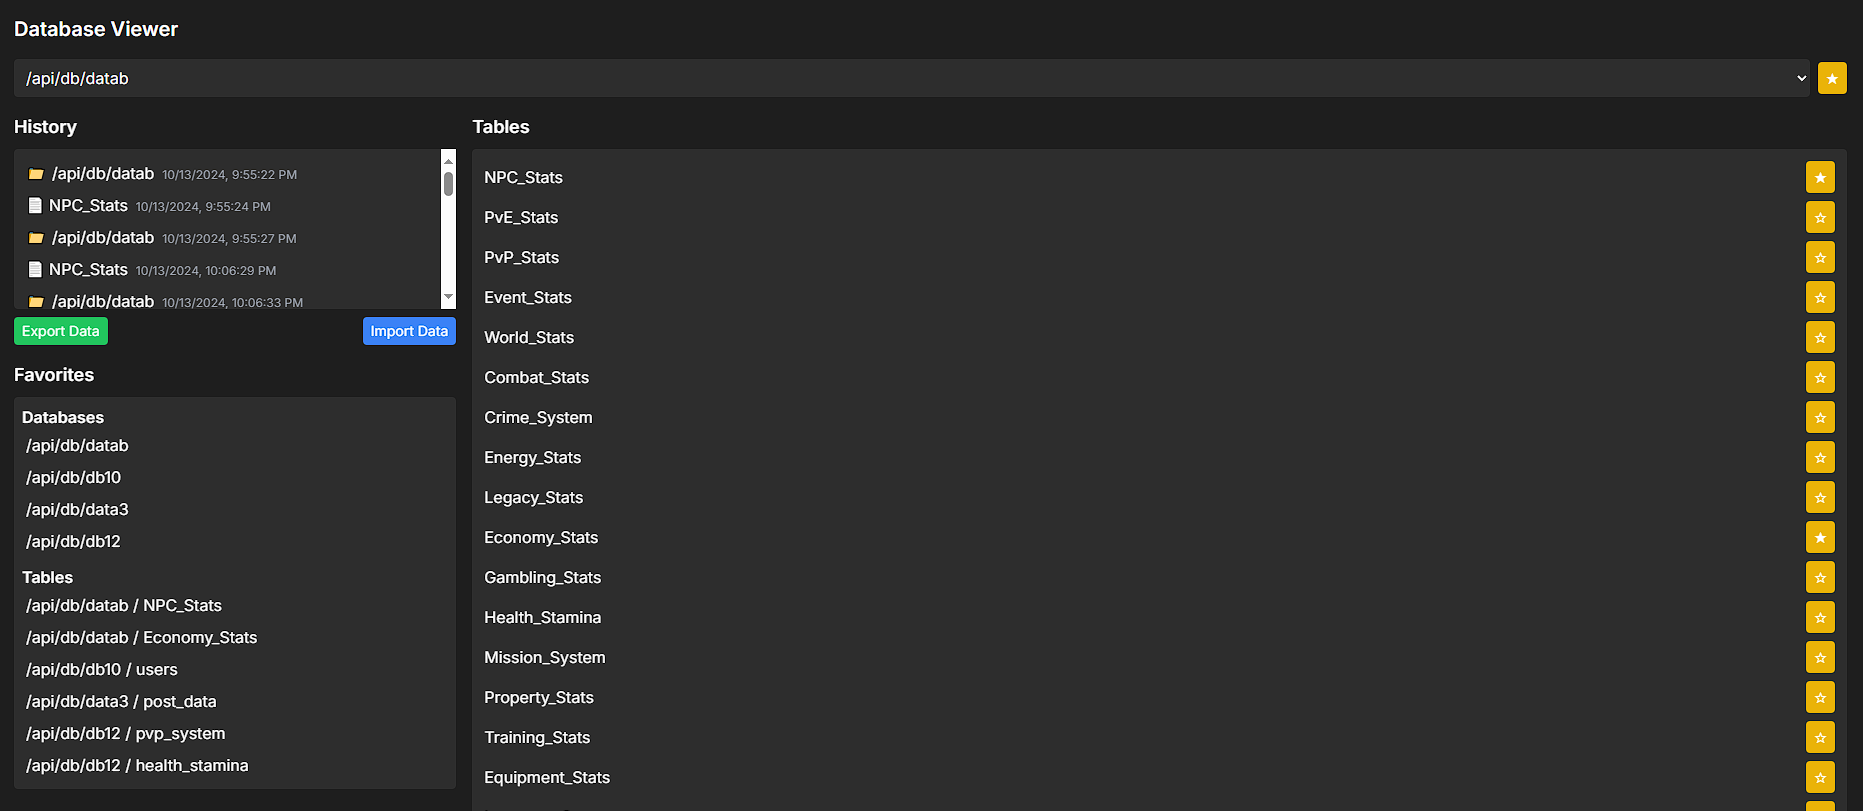 Database Viewer
/api/db/datab
History
/api/db/datab 10/13/2024, 9:55:22 PM
NPC_Stats 10/13/2024, 9:55:24 PM
/api/db/datab 10/13/2024, 9:55:27 PM
NPC_Stats 10/13/2024, 10:06:29 PM
/api/db/datab 10/13/2024, 10:06:33 PM
Export Data
Import Data
Favorites
Databases
/api/db/datab
/api/db/db10
/api/db/data3
/api/db/db12
Tables
/api/db/datab / NPC_Stats
/api/db/datab / Economy_Stats
/api/db/db10 / users
/api/db/data3 / post_data
/api/db/db12 / pvp_system
/api/db/db12 / health_stamina
Tables
NPC_Stats
PvE_Stats
PvP_Stats
Event_Stats
World_Stats
Combat_Stats
Crime_System
Energy_Stats
Legacy_Stats
Economy_Stats
Gambling_Stats
Health_Stamina
Mission_System
Property_Stats
Training_Stats
Equipment_Stats